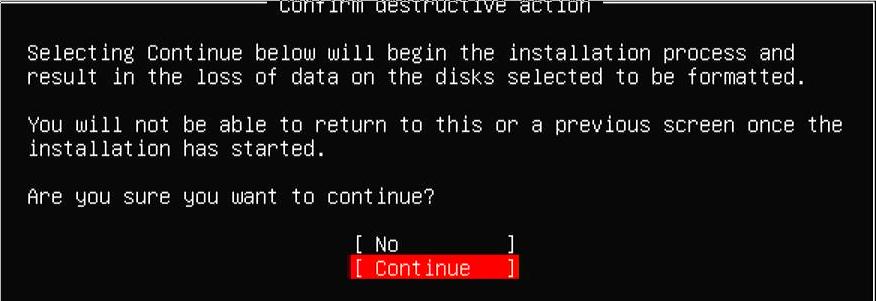 Confirm destructive action
Selecting Continue below will begin the installation process and
result in the loss of data on the disks selected to be formatted.
You will not be able to return to this or a previous screen once the
installation has started.
Are you sure you want to continue?
[ No ]
[ Continue ]